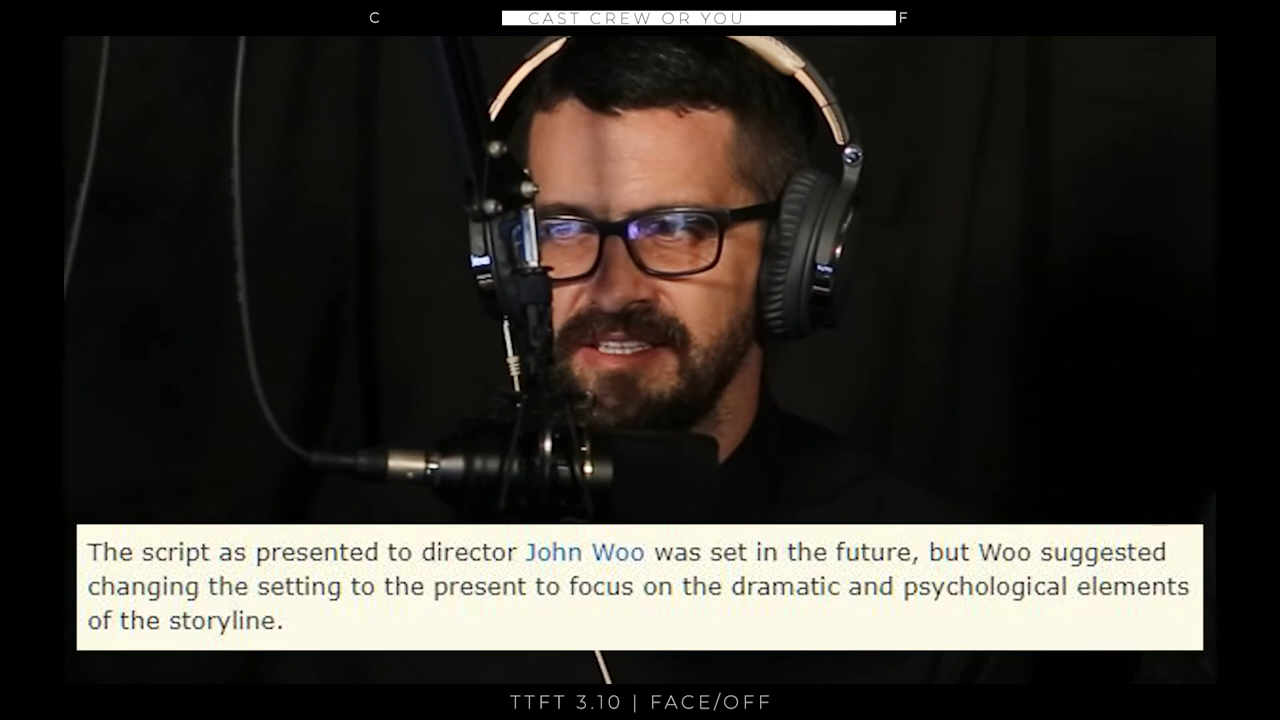 C CAST CREW OR YOU F
The script as presented to director John Woo was set in the future, but Woo suggested
changing the setting to the present to focus on the dramatic and psychological elements
of the storyline.
TTFT 3.10 | FACE/OFF